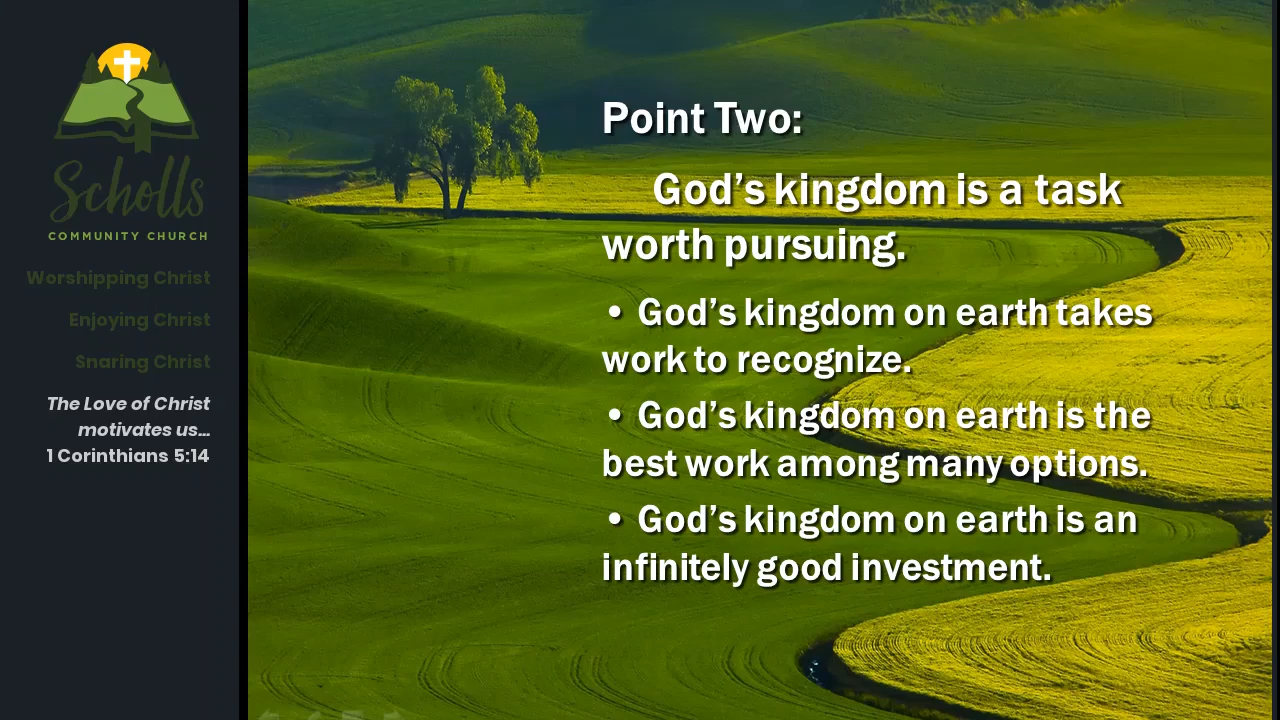 Scholls
COMMUNITY CHURCH
Worshipping Christ
Enjoying Christ
Snaring Christ
The Love of Christ
motivates us...
1 Corinthians 5:14
Point Two:
God’s kingdom is a task
worth pursuing.
• God’s kingdom on earth takes
work to recognize.
• God’s kingdom on earth is the
best work among many options.
• God’s kingdom on earth is an
infinitely good investment.